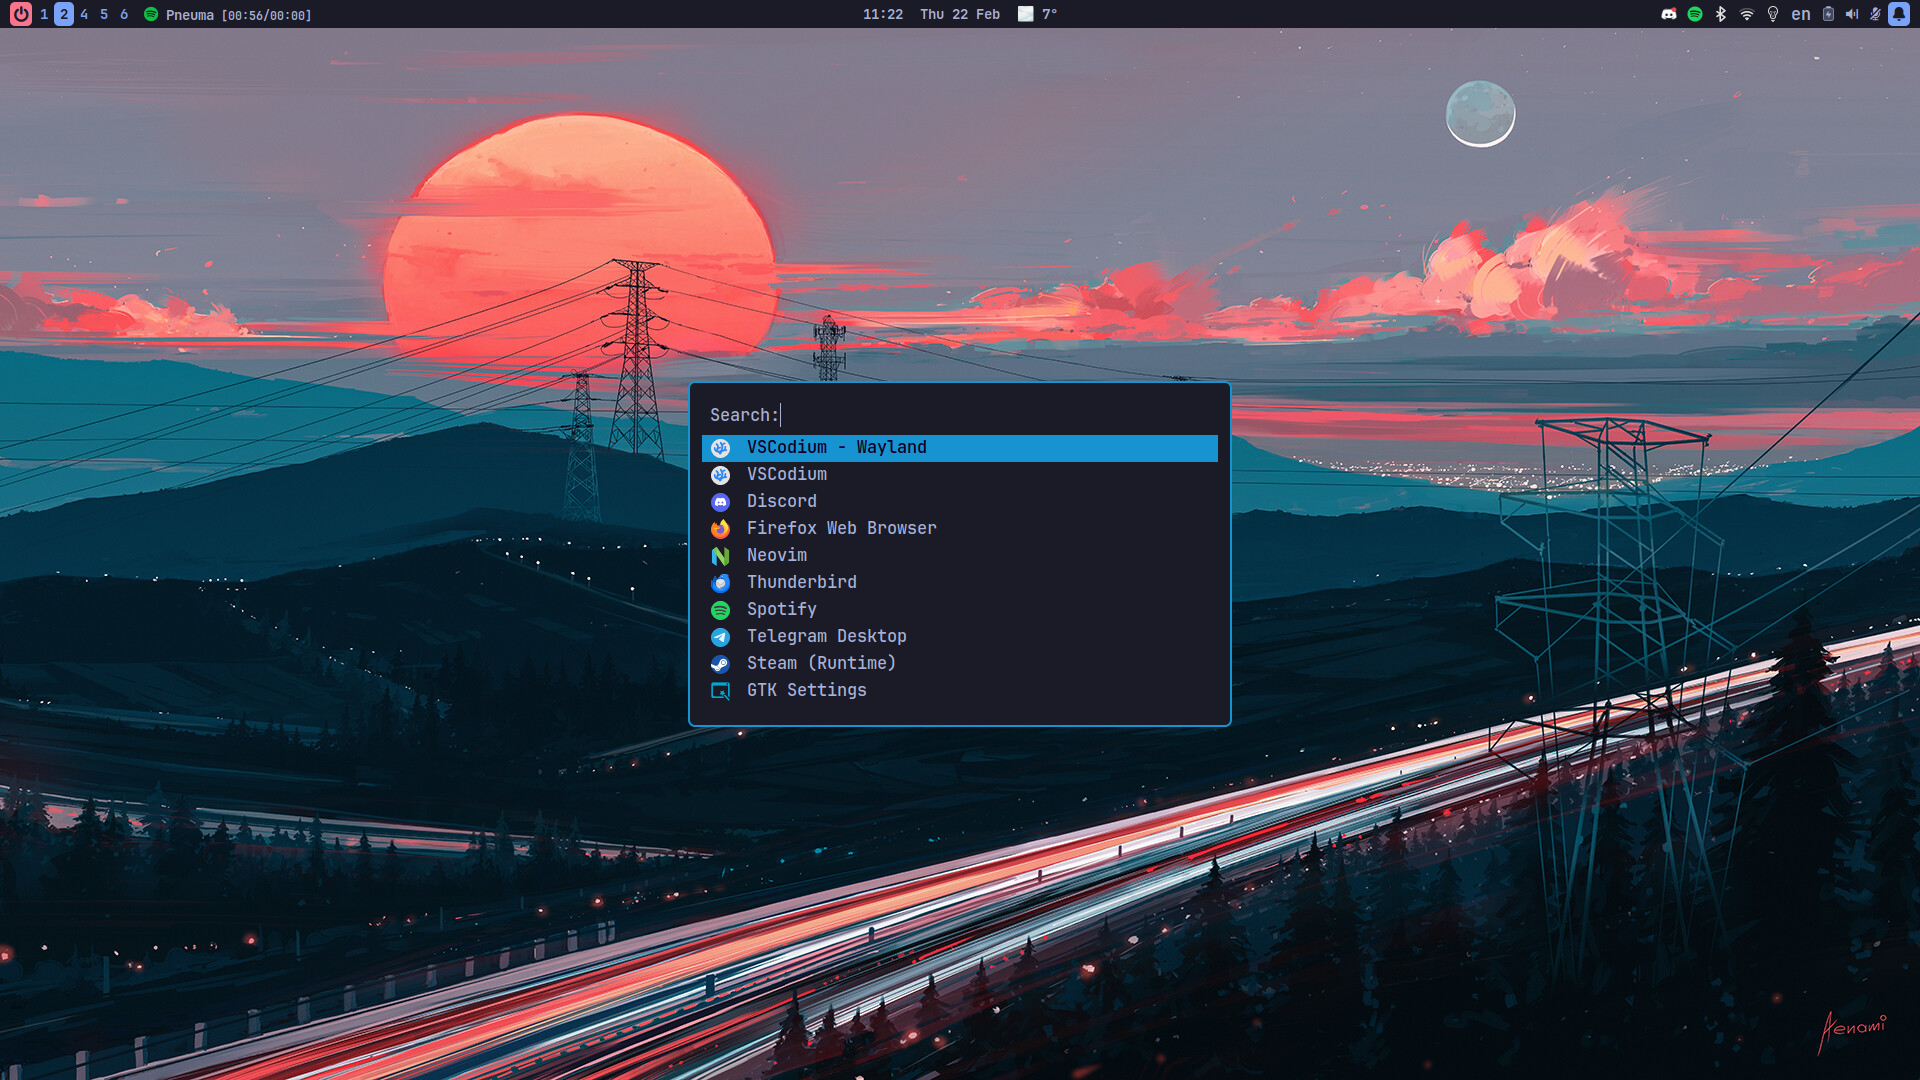 1 2 4 5 6 Pneuma [00:56/00:00] 11:22 Thu 22 Feb 7° en
Search:
VSCodium - Wayland
VSCodium
Discord
Firefox Web Browser
Neovim
Thunderbird
Spotify
Telegram Desktop
Steam (Runtime)
GTK Settings
Aenami